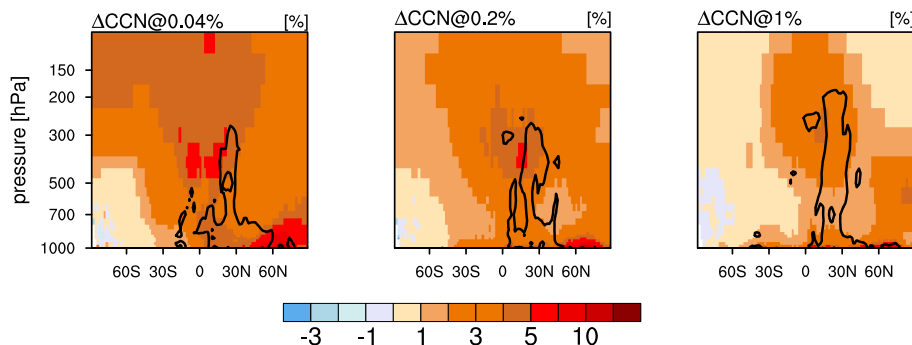 ΔCCN@0.04% [%] ΔCCN@0.2% [%] ΔCCN@1% [%]
pressure [hPa]
150
200
300
500
700
1000
60S 30S 0 30N 60N 60S 30S 0 30N 60N 60S 30S 0 30N 60N
-3 -1 1 3 5 10